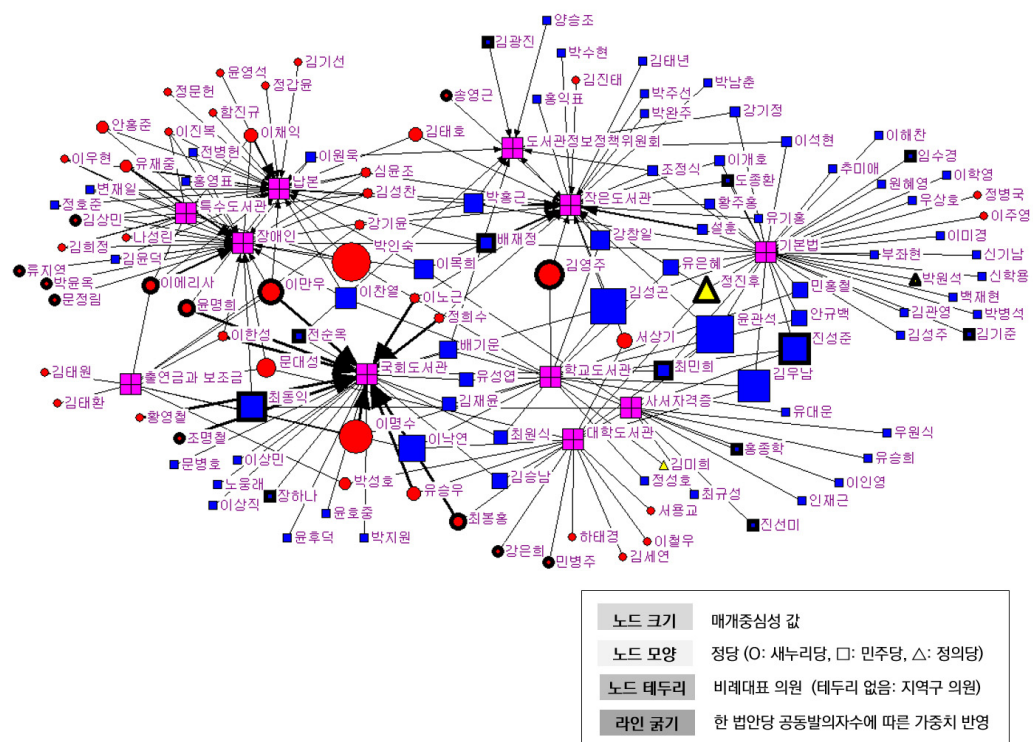 양승조
김광진
김기선
박수현
김태년
윤영석
정문헌
정갑윤
김진태
박남춘
송영근
홍익표
박주선
함진규
박완주
강기정
안홍준
이진복
이채익
김태호
도서관정보정책위원회
이석현
이해찬
전병헌
이원욱
임수경
이우현
유재중
심윤조
조정식
이개호
추미애
이학영
변재일
홍영표
납본
김성찬
박홍근
도종환
원혜영
정병국
정호준
특수도서관
작은도서관
황주홍
우상호
김상민
강기윤
유기홍
이주영
나성린
장애인
배재정
강창일
설훈
이미경
김희정
김윤덕
박인숙
기본법
부좌현
신기남
류지영
이목희
김영주
유은혜
박원석
신학용
박윤옥
이에리사
이만우
이찬열
김성곤
정진후
민홍철
백재현
문정림
윤명희
이노근
안규백
김관영
박병석
정희수
윤관석
김성주
김기준
이한성
전순옥
배기운
서상기
진성준
김태원
문대성
국회도서관
학교도서관
최민희
출연금과 보조금
유성엽
김우남
김태환
최동익
김재윤
사서자격증
유대운
황영철
이명수
조명철
이낙연
최원식
대학도서관
홍종학
우원식
문병호
이상민
김미희
유승희
노웅래
박성호
김승남
정성호
이인영
이상직
장하나
유승우
최규성
인재근
윤호중
최봉홍
서용교
진선미
윤후덕
박지원
하태경
이철우
강은희
민병주
김세연
노드 크기 매개중심성 값
노드 모양 정당 (O: 새누리당, □: 민주당, △: 정의당)
노드 테두리 비례대표 의원 (테두리 없음: 지역구 의원)
라인 굵기 한 법안당 공동발의자수에 따른 가중치 반영